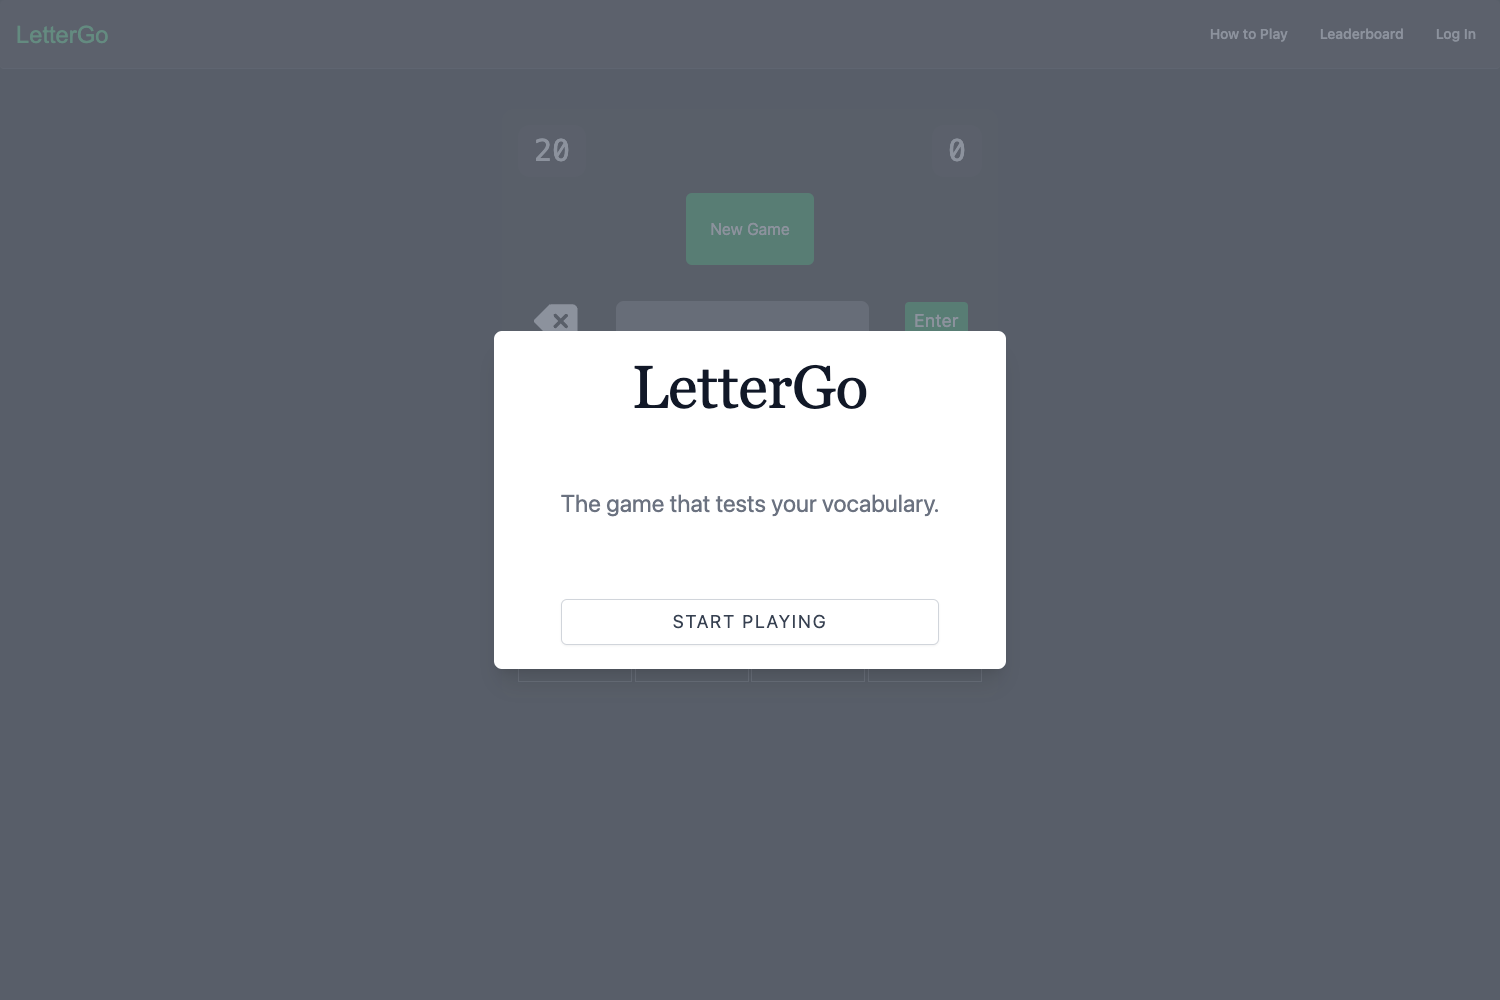 LetterGo
How to Play
Leaderboard
Log In
20
0
New Game
Enter
LetterGo
The game that tests your vocabulary.
START PLAYING